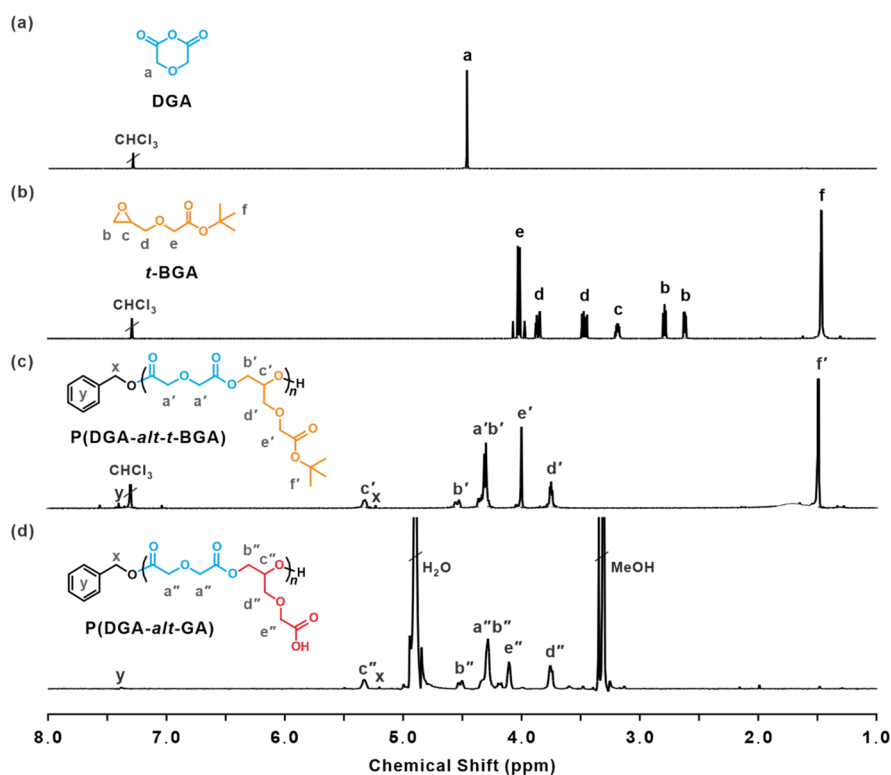 (a)
O O O
O
a
DGA
CHCl3
a
(b)
O
O
O
O
f
b c d e
t-BGA
CHCl3
e
d
d
c
b
b
f
(c)
x
y
O
O
O
O
O
b′
c′
O
n
H
a′ a′
d′
O
e′
O
O
f′
P(DGA-alt-t-BGA)
y
CHCl3
c′
x
b′
a′b′
e′
d′
f′
(d)
x
y
O
O
O
O
O
b″
c″
O
n
H
a″ a″
d″
O
e″
O
OH
P(DGA-alt-GA)
y
c″
x
H2O
b″
a″b″
e″
d″
MeOH
8.0 7.0 6.0 5.0 4.0 3.0 2.0 1.0
Chemical Shift (ppm)